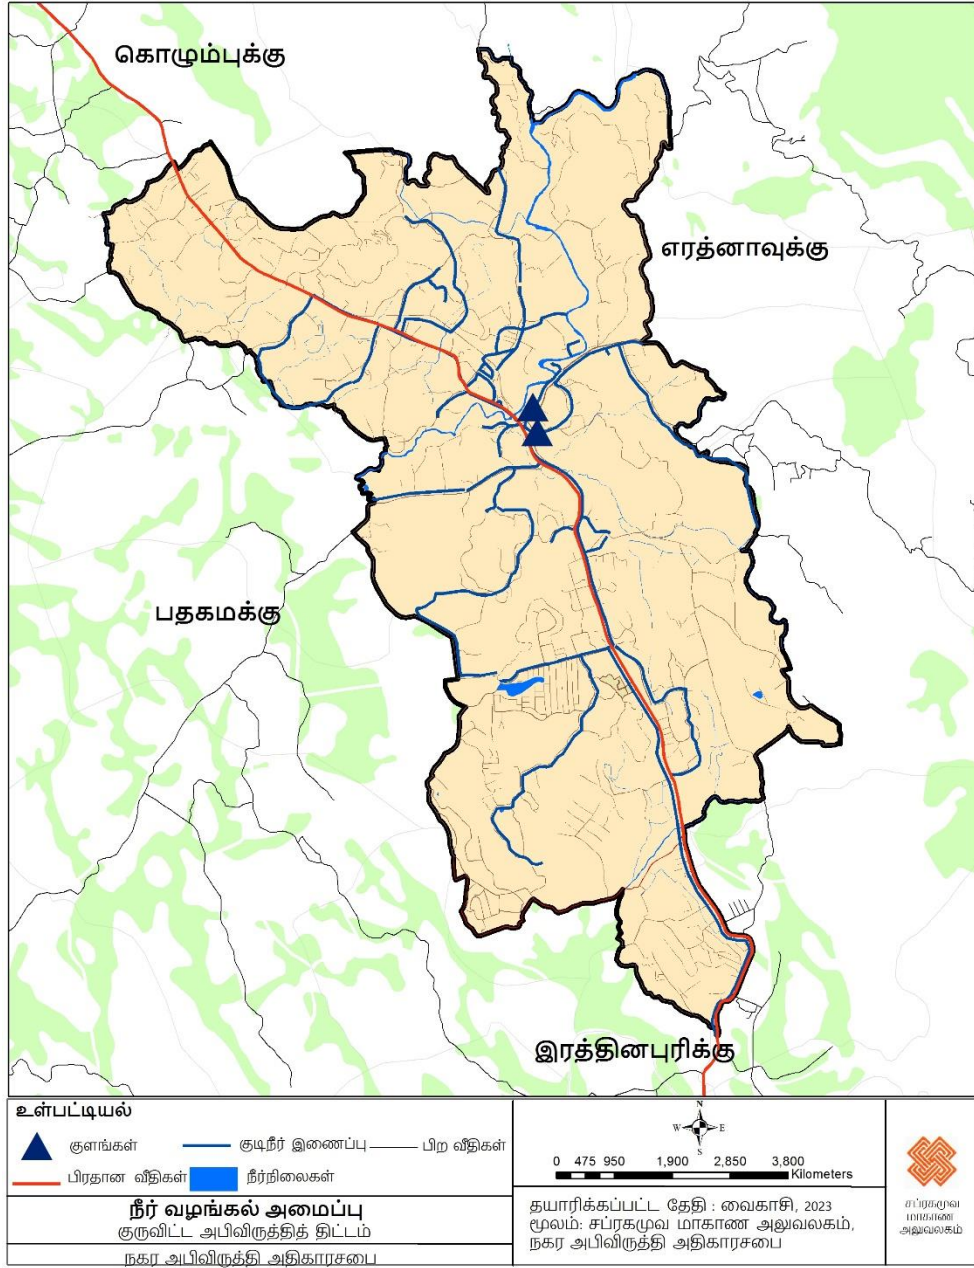 கொழும்புக்கு
எரத்னாவுக்கு
பதகமக்கு
இரத்தினபுரிக்கு
உள்பட்டியல்
குளங்கள்
குடிநீர் இணைப்பு
பிற வீதிகள்
பிரதான வீதிகள்
நீர்நிலைகள்
நீர் வழங்கல் அமைப்பு
குருவிட்ட அபிவிருத்தித் திட்டம்
நகர அபிவிருத்தி அதிகாரசபை
N
W E
S
0 475 950 1,900 2,850 3,800
Kilometers
தயாரிக்கப்பட்ட தேதி : வைகாசி, 2023
மூலம்: சப்ரகமுவ மாகாண அலுவலகம்,
நகர அபிவிருத்தி அதிகாரசபை
சப்ரகமுவ
மாகாண
அலுவலகம்